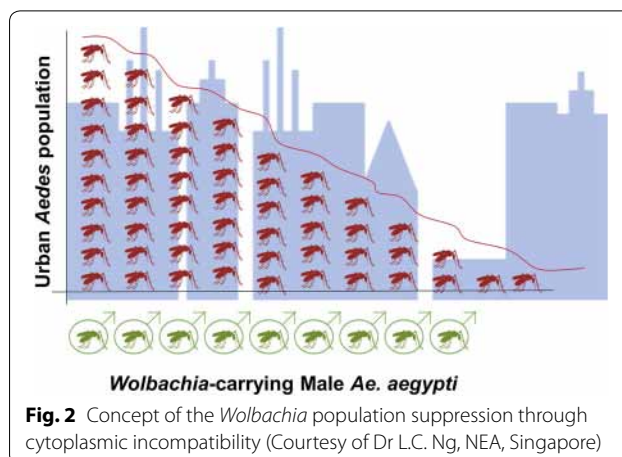 Urban Aedes population
Wolbachia-carrying Male Ae. aegypti
Fig. 2 Concept of the Wolbachia population suppression through
cytoplasmic incompatibility (Courtesy of Dr L.C. Ng, NEA, Singapore)